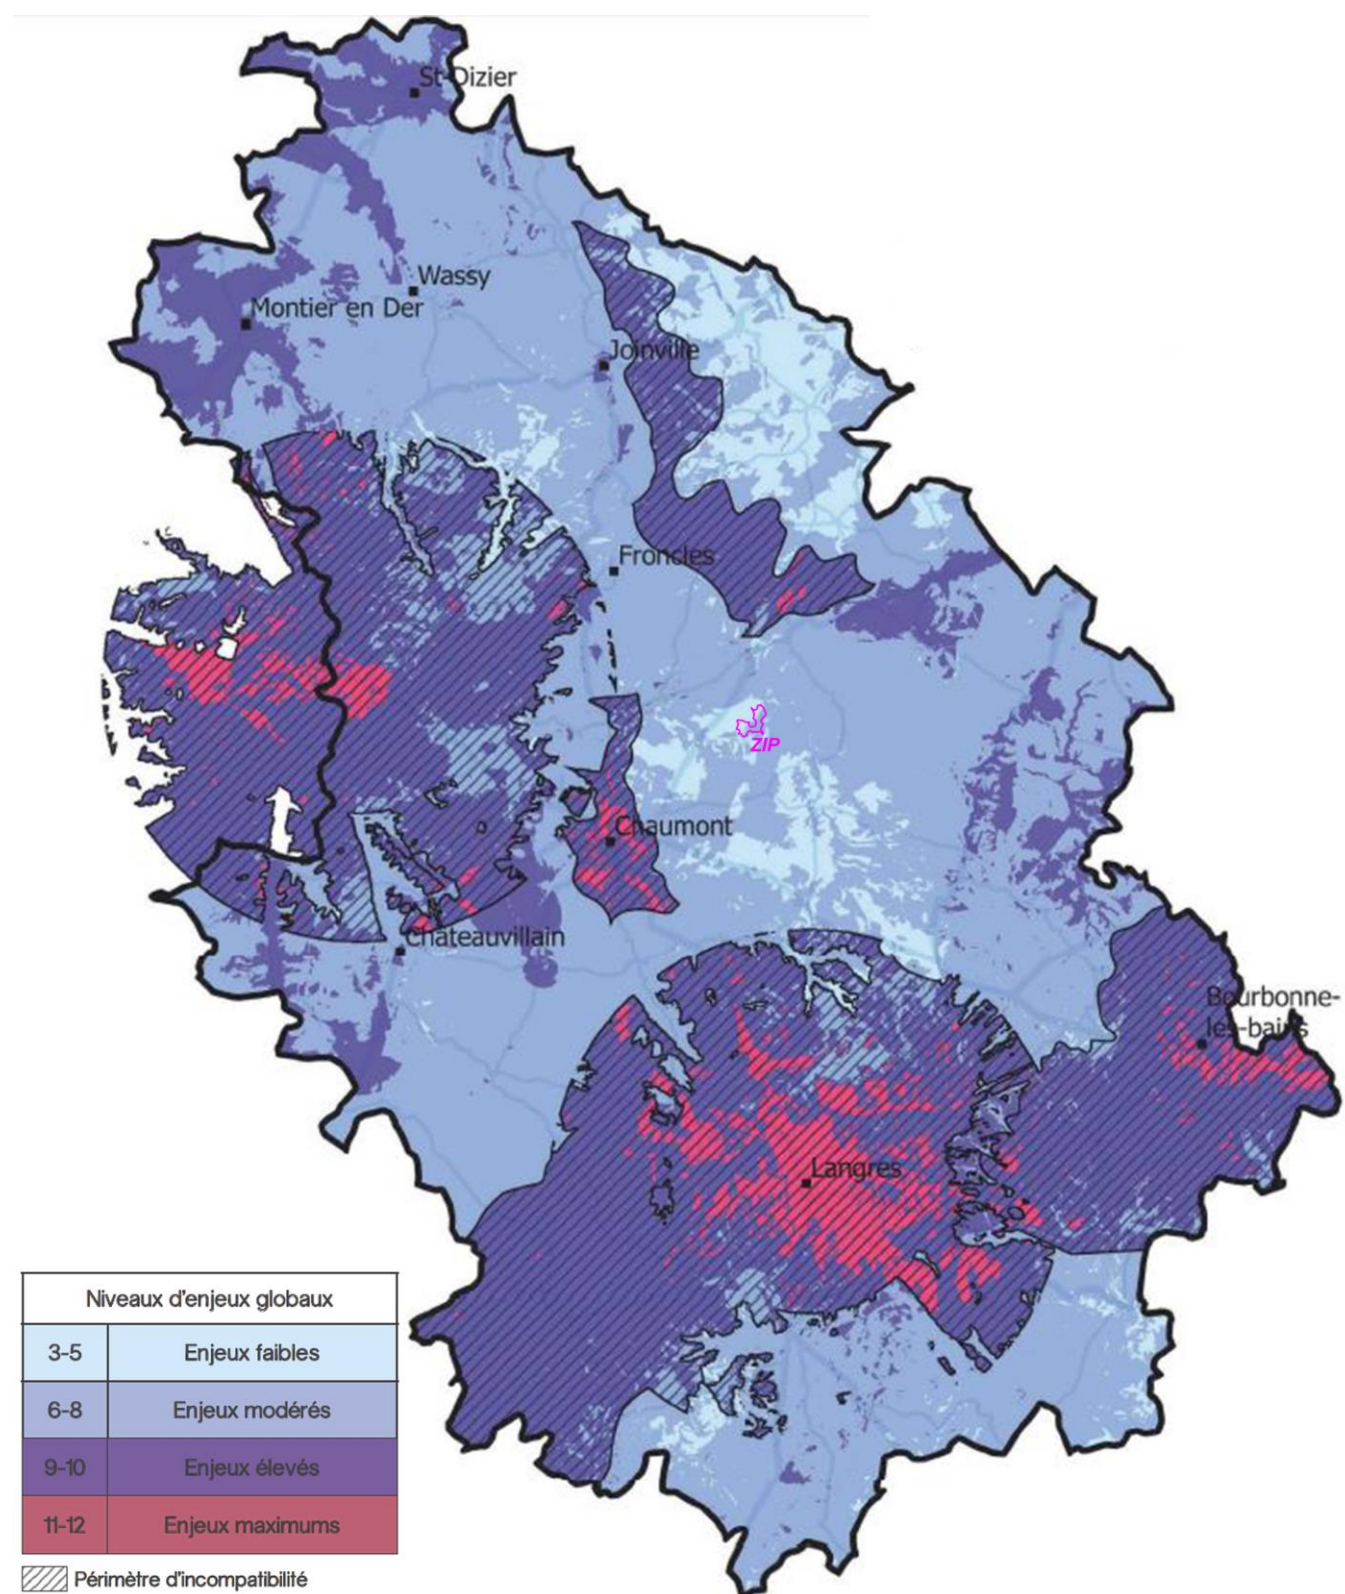 St-Dizier
Wassy
Montier en Der
Joinville
Froncles
ZIP
Chaumont
Châteauvillain
Bourbonne-
les-bains
Langres
Niveaux d'enjeux globaux
3-5 Enjeux faibles
6-8 Enjeux modérés
9-10 Enjeux élevés
11-12 Enjeux maximums
Périmètre d'incompatibilité